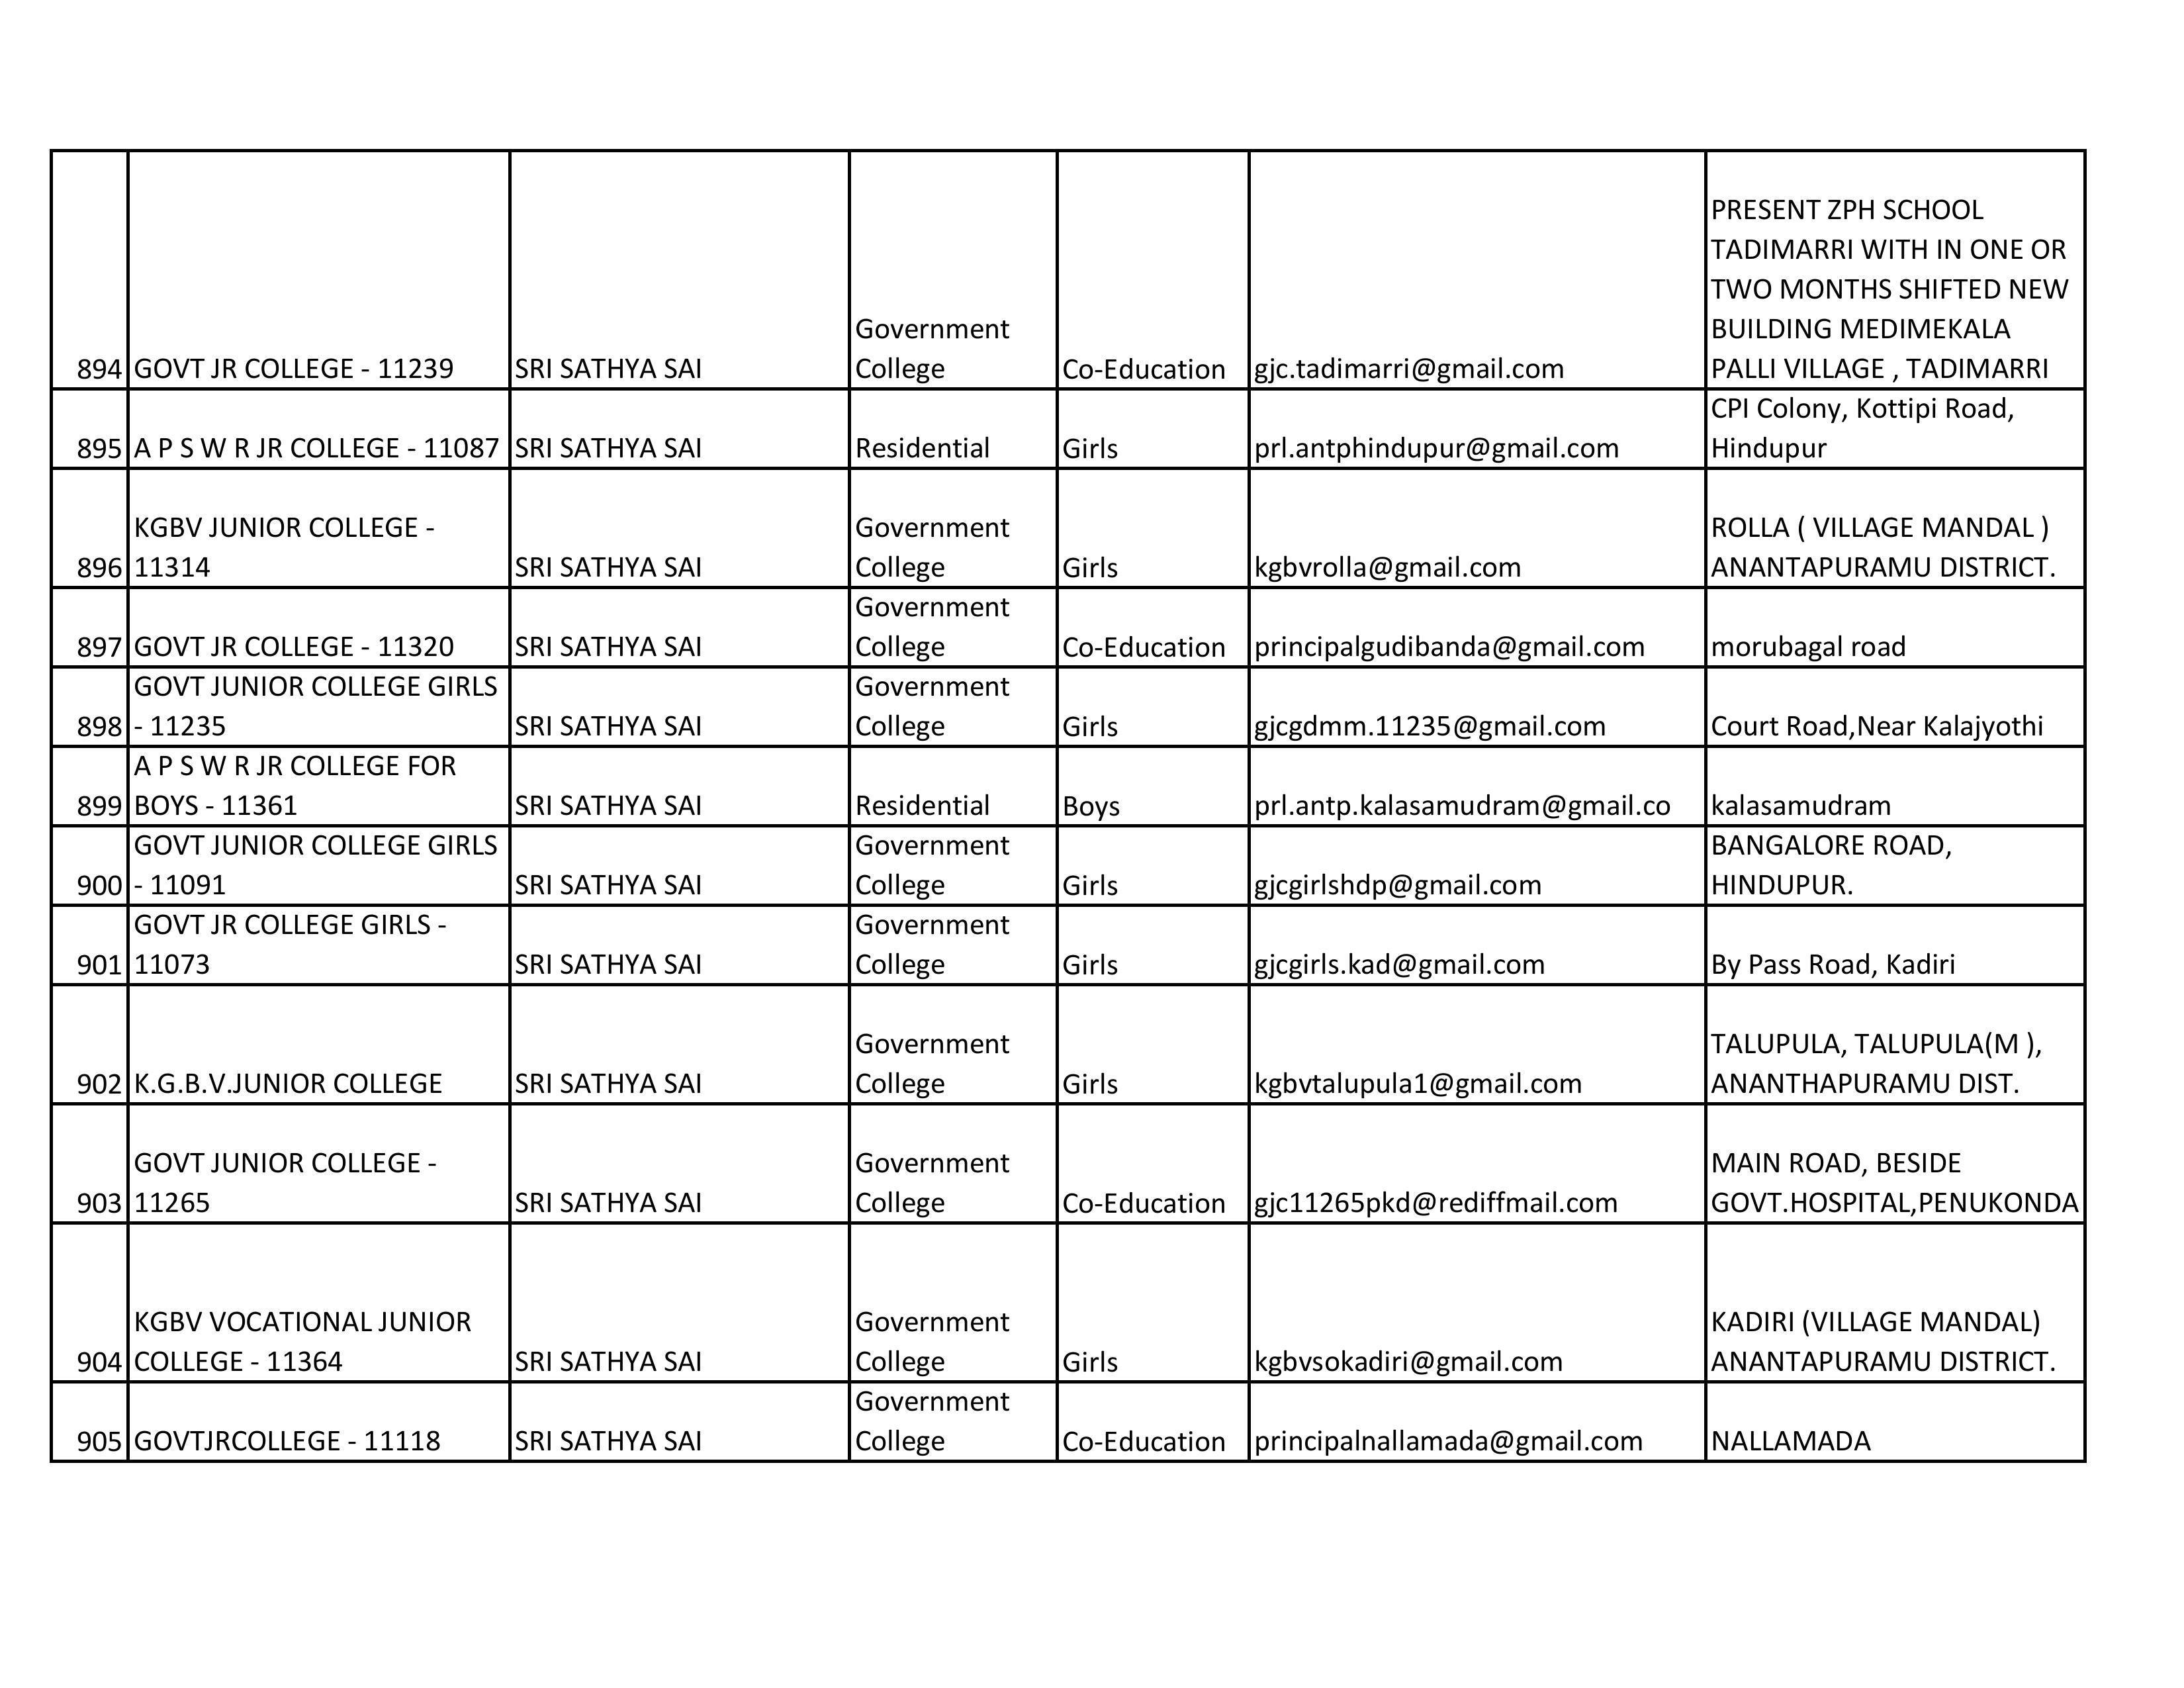 894 GOVT JR COLLEGE - 11239 SRI SATHYA SAI Government College Co-Education gjc.tadimarri@gmail.com PRESENT ZPH SCHOOL
TADIMARRI WITH IN ONE OR
TWO MONTHS SHIFTED NEW
BUILDING MEDIMEKALA
PALLI VILLAGE , TADIMARRI
895 A P S W R JR COLLEGE - 11087 SRI SATHYA SAI Residential Girls prl.antphindupur@gmail.com CPI Colony, Kottipi Road,
Hindupur
896 KGBV JUNIOR COLLEGE -
11314 SRI SATHYA SAI Government
College Girls kgbvrolla@gmail.com ROLLA ( VILLAGE MANDAL )
ANANTAPURAMU DISTRICT.
897 GOVT JR COLLEGE - 11320 SRI SATHYA SAI Government
College Co-Education principalgudibanda@gmail.com morubagal road
898 GOVT JUNIOR COLLEGE GIRLS
- 11235 SRI SATHYA SAI Government
College Girls gjcgdmm.11235@gmail.com Court Road,Near Kalajyothi
899 A P S W R JR COLLEGE FOR
BOYS - 11361 SRI SATHYA SAI Residential Boys prl.antp.kalasamudram@gmail.co kalasamudram
900 GOVT JUNIOR COLLEGE GIRLS
- 11091 SRI SATHYA SAI Government
College Girls gjcgirlshdp@gmail.com BANGALORE ROAD,
HINDUPUR.
901 GOVT JR COLLEGE GIRLS -
11073 SRI SATHYA SAI Government
College Girls gjcgirls.kad@gmail.com By Pass Road, Kadiri
902 K.G.B.V.JUNIOR COLLEGE SRI SATHYA SAI Government
College Girls kgbvtalupula1@gmail.com TALUPULA, TALUPULA(M ),
ANANTHAPURAMU DIST.
903 GOVT JUNIOR COLLEGE -
11265 SRI SATHYA SAI Government
College Co-Education gjc11265pkd@rediffmail.com MAIN ROAD, BESIDE
GOVT.HOSPITAL,PENUKONDA
904 KGBV VOCATIONAL JUNIOR
COLLEGE - 11364 SRI SATHYA SAI Government
College Girls kgbvsokadiri@gmail.com KADIRI (VILLAGE MANDAL)
ANANTAPURAMU DISTRICT.
905 GOVTJRCOLLEGE - 11118 SRI SATHYA SAI Government
College Co-Education principalnallamada@gmail.com NALLAMADA